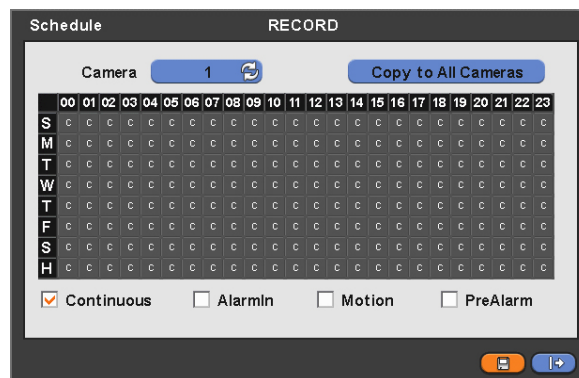 Schedule RECORD
Camera 1 Copy to All Cameras
00 01 02 03 04 05 06 07 08 09 10 11 12 13 14 15 16 17 18 19 20 21 22 23
S C C C C C C C C C C C C C C C C C C C C C C C C
M C C C C C C C C C C C C C C C C C C C C C C C C
T C C C C C C C C C C C C C C C C C C C C C C C C
W C C C C C C C C C C C C C C C C C C C C C C C C
T C C C C C C C C C C C C C C C C C C C C C C C C
F C C C C C C C C C C C C C C C C C C C C C C C C
S C C C C C C C C C C C C C C C C C C C C C C C C
H C C C C C C C C C C C C C C C C C C C C C C C C
Continuous AlarmIn Motion PreAlarm